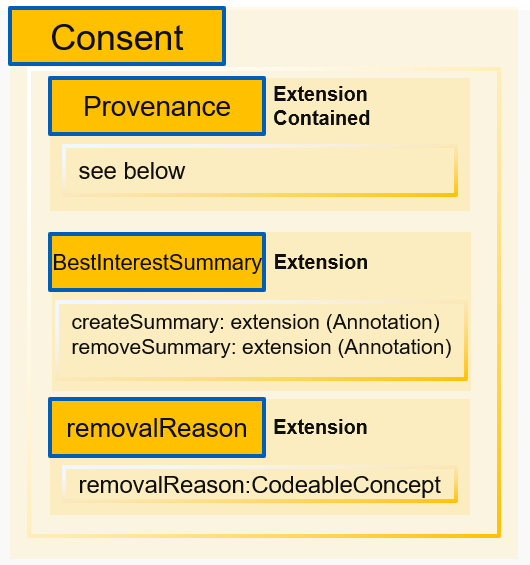 Consent
Provenance
Extension
Contained
see below
BestInterestSummary
Extension
createSummary: extension (Annotation)
removeSummary: extension (Annotation)
removalReason
Extension
removalReason:CodeableConcept